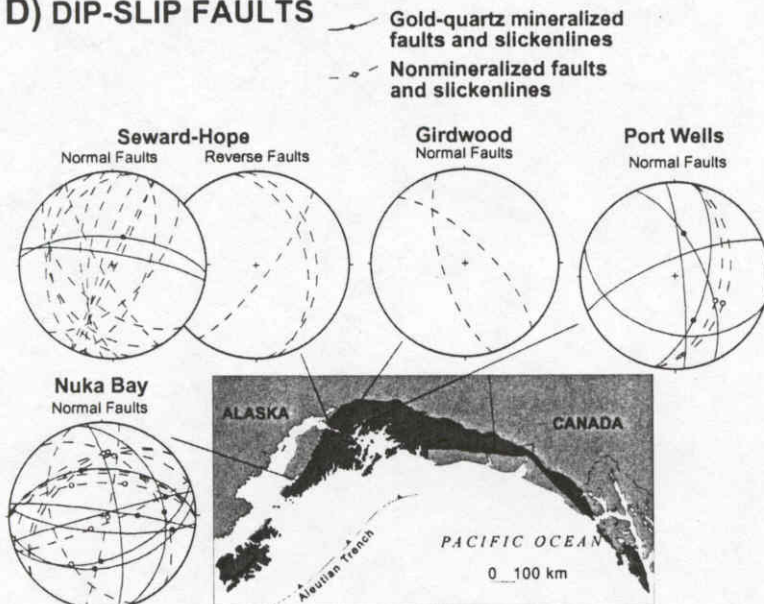 D) DIP-SLIP FAULTS
Gold-quartz mineralized
faults and slickenlines
Nonmineralized faults
and slickenlines
Seward-Hope
Normal Faults
Reverse Faults
Girdwood
Normal Faults
Port Wells
Normal Faults
Nuka Bay
Normal Faults
ALASKA
CANADA
PACIFIC OCEAN
Aleutian Trench
0 100 km